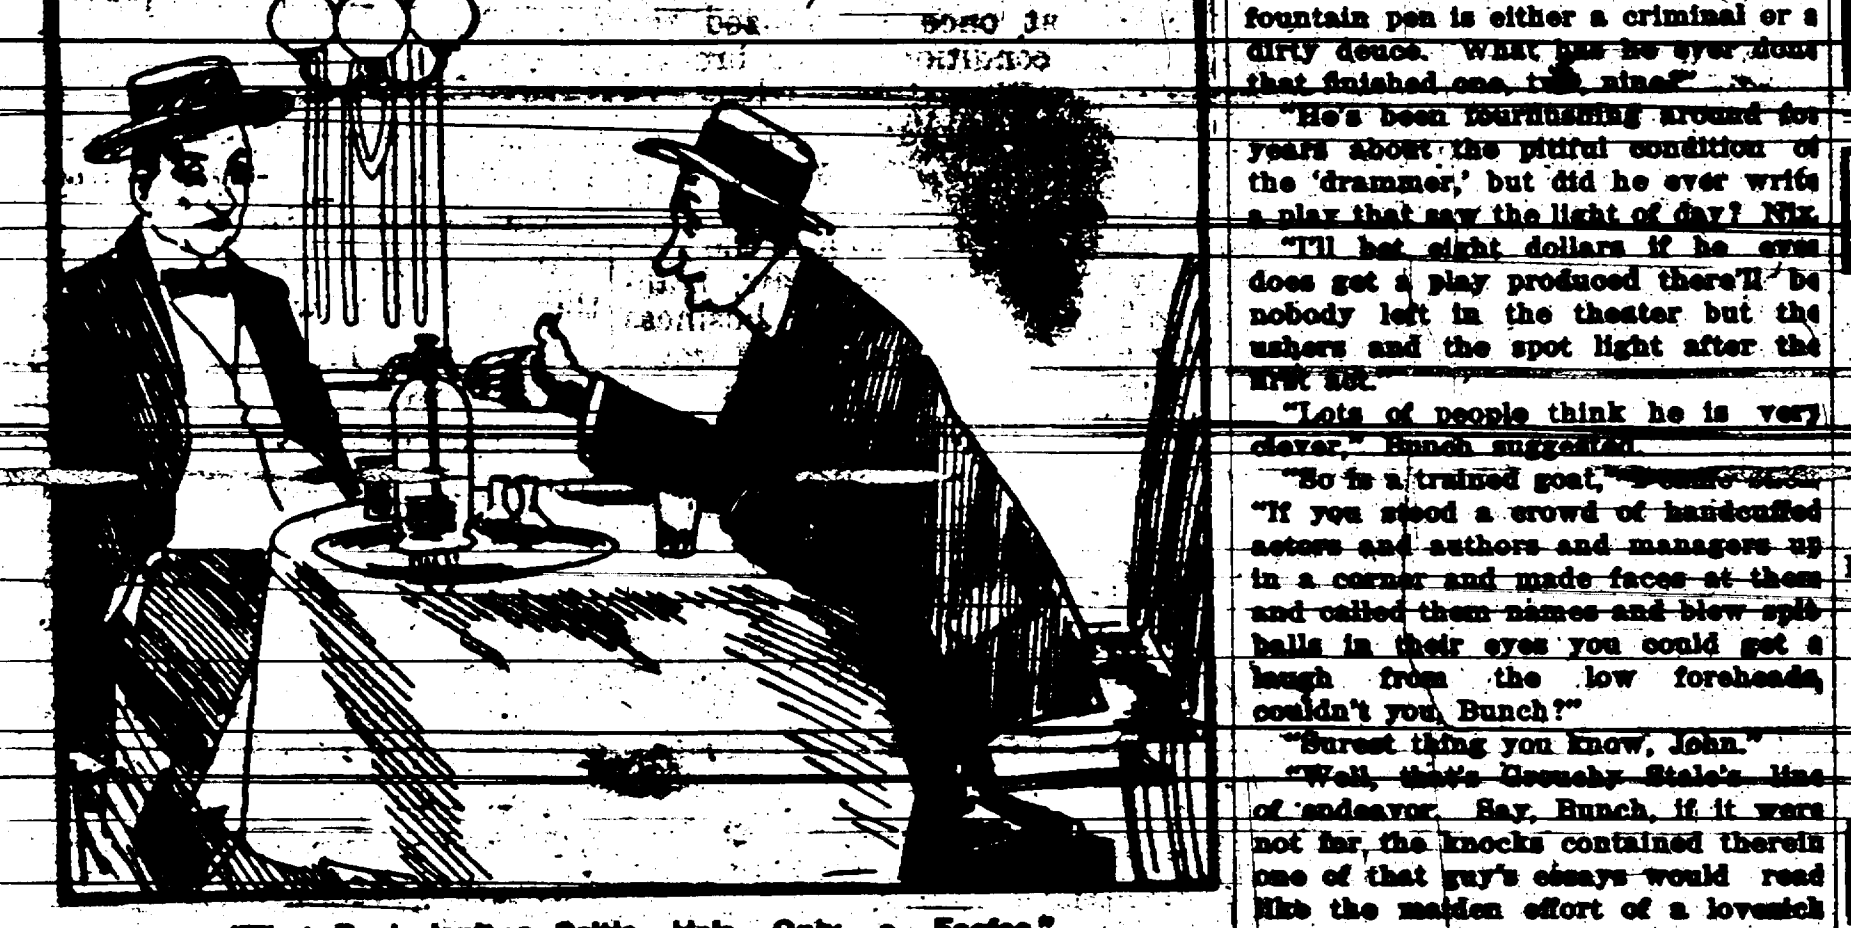 fountain pen is either a criminal or a
dirty deuce. What has he ever done
that finished one, two, nine?"
"He's been fourflushing around for
years about the pitiful condition of
the 'drammer,' but did he ever write
a play that saw the light of day? Nix.
"I'll bet eight dollars if he ever
does get a play produced there'll be
nobody left in the theater but the
ushers and the spot light after the
first act."
"Lots of people think he is very
clever," Bunch suggested.
"So is a trained goat,"
"If you stood a crowd of handcuffed
actors and authors and managers up
in a corner and made faces at them
and called them names and blew spit
balls in their eyes you could get a
laugh from the low foreheads,
couldn't you, Bunch?"
"Surest thing you know, John."
"Well, that's Grouchy Stale's line
of endeavor. Say, Bunch, if it were
not for the knocks contained therein
one of that guy's essays would read
like the maiden effort of a lovesick
Only a